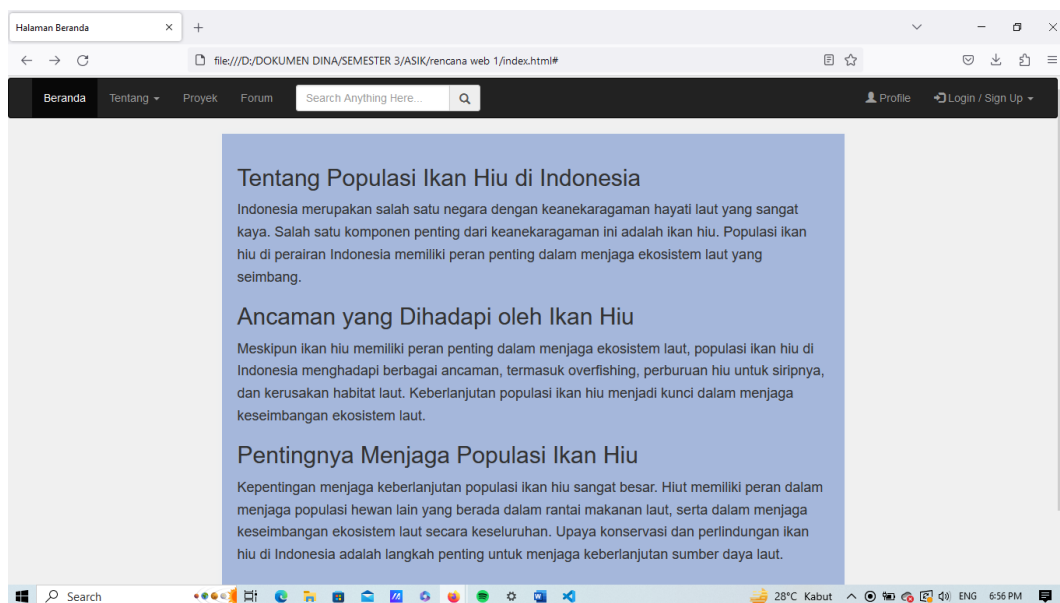 Halaman Beranda
file:///D:/DOKUMEN DINA/SEMESTER 3/ASIK/rencana web 1/index.html#
Beranda Tentang Proyek Forum Search Anything Here... Profile Login / Sign Up
Tentang Populasi Ikan Hiu di Indonesia
Indonesia merupakan salah satu negara dengan keanekaragaman hayati laut yang sangat
kaya. Salah satu komponen penting dari keanekaragaman ini adalah ikan hiu. Populasi ikan
hiu di perairan Indonesia memiliki peran penting dalam menjaga ekosistem laut yang
seimbang.
Ancaman yang Dihadapi oleh Ikan Hiu
Meskipun ikan hiu memiliki peran penting dalam menjaga ekosistem laut, populasi ikan hiu di
Indonesia menghadapi berbagai ancaman, termasuk overfishing, perburuan hiu untuk siripnya,
dan kerusakan habitat laut. Keberlanjutan populasi ikan hiu menjadi kunci dalam menjaga
keseimbangan ekosistem laut.
Pentingnya Menjaga Populasi Ikan Hiu
Kepentingan menjaga keberlanjutan populasi ikan hiu sangat besar. Hiut memiliki peran dalam
menjaga populasi hewan lain yang berada dalam rantai makanan laut, serta dalam menjaga
keseimbangan ekosistem laut secara keseluruhan. Upaya konservasi dan perlindungan ikan
hiu di Indonesia adalah langkah penting untuk menjaga keberlanjutan sumber daya laut.
Search 28°C Kabut ENG 6:56 PM